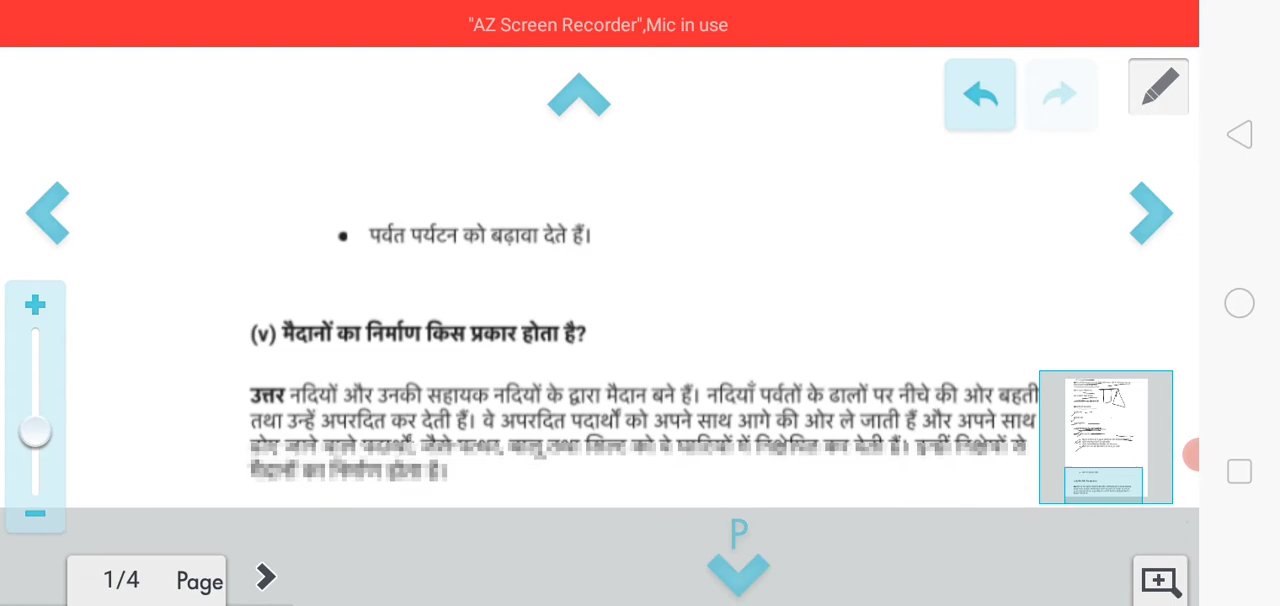 "AZ Screen Recorder",Mic in use
पर्वत पर्यटन को बढ़ावा देते हैं।
(v) मैदानों का निर्माण किस प्रकार होता है?
उत्तर नदियों और उनकी सहायक नदियों के द्वारा मैदान बने हैं। नदियाँ पर्वतों के ढालों पर नीचे की ओर बहती
तथा उन्हें अपरदित कर देती हैं। वे अपरदित पदार्थों को अपने साथ आगे की ओर ले जाती हैं और अपने साथ
मैदानों का निर्माण होता है।
P
1/4 Page